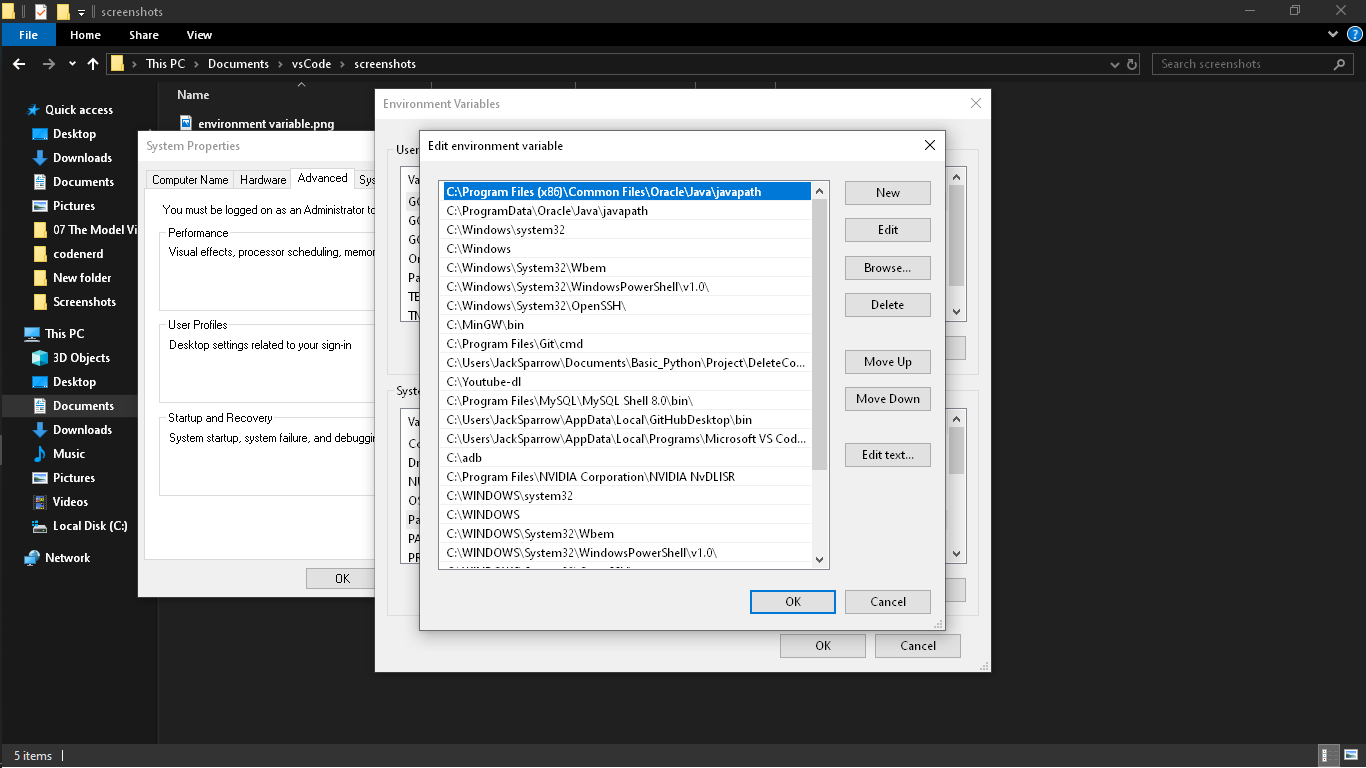 screenshots
File Home Share View
This PC > Documents > vsCode > screenshots
Search screenshots
Quick access
Desktop
Downloads
Documents
Pictures
07 The Model Vi
codenerd
New folder
Screenshots
This PC
3D Objects
Desktop
Documents
Downloads
Music
Pictures
Videos
Local Disk (C:)
Network
Name
environment variable.png
System Properties
Computer Name Hardware Advanced Sys
You must be logged on as an Administrator to
Performance
Visual effects, processor scheduling, memor
User Profiles
Desktop settings related to your sign-in
Startup and Recovery
System startup, system failure, and debuggin
OK
Environment Variables
User
Va
GO
GO
GO
On
Pa
TE
TN
Syste
Va
Co
Dr
NU
OS
Pa
PA
PR
OK Cancel
Edit environment variable
C:\Program Files (x86)\Common Files\Oracle\Java\javapath
C:\ProgramData\Oracle\Java\javapath
C:\Windows\system32
C:\Windows
C:\Windows\System32\Wbem
C:\Windows\System32\WindowsPowerShell\v1.0\
C:\Windows\System32\OpenSSH\
C:\MinGW\bin
C:\Program Files\Git\cmd
C:\Users\JackSparrow\Documents\Basic_Python\Project\DeleteCo...
C:\Youtube-dl
C:\Program Files\MySQL\MySQL Shell 8.0\bin\
C:\Users\JackSparrow\AppData\Local\GitHubDesktop\bin
C:\Users\JackSparrow\AppData\Local\Programs\Microsoft VS Cod...
C:\adb
C:\Program Files\NVIDIA Corporation\NVIDIA NvDLISR
C:\WINDOWS\system32
C:\WINDOWS
C:\WINDOWS\System32\Wbem
C:\WINDOWS\System32\WindowsPowerShell\v1.0\
New
Edit
Browse...
Delete
Move Up
Move Down
Edit text...
OK Cancel
5 items